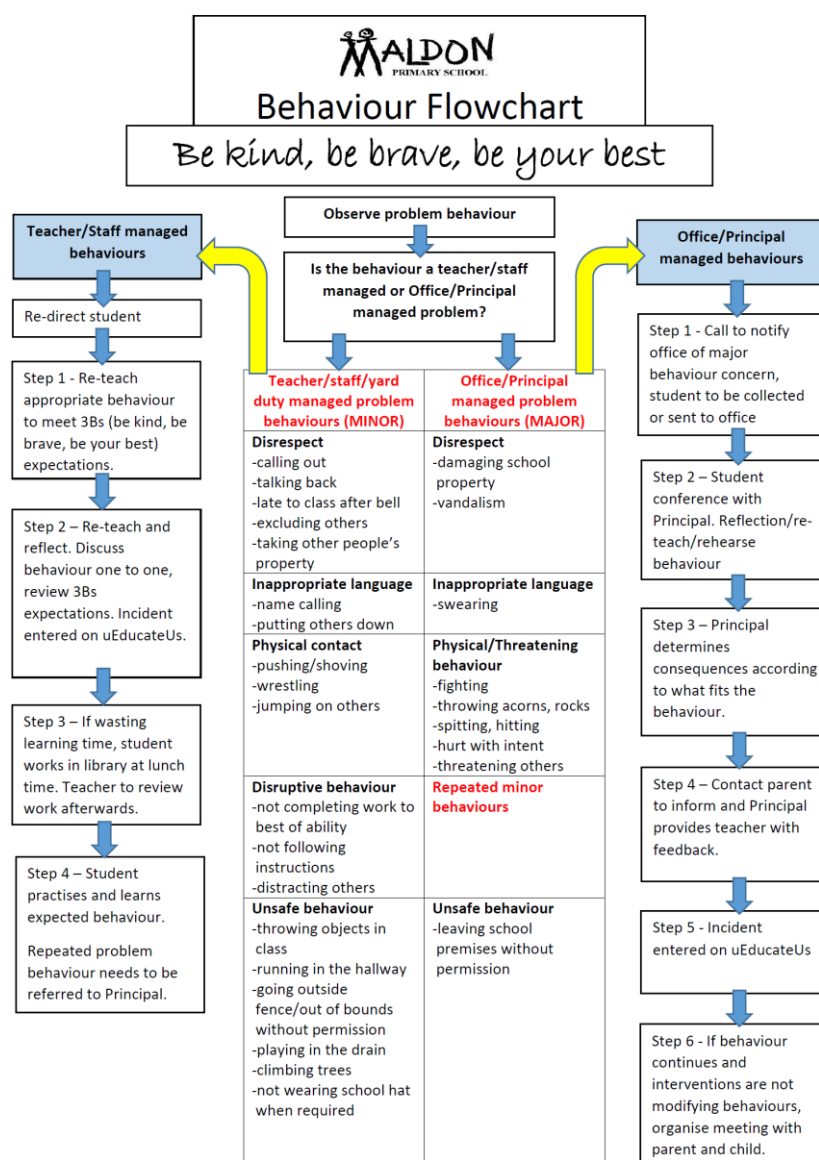 MALDON
PRIMARY SCHOOL
Behaviour Flowchart
Be kind, be brave, be your best
Teacher/Staff managed
behaviours
Re-direct student
Step 1 - Re-teach
appropriate behaviour
to meet 3Bs (be kind, be
brave, be your best)
expectations.
Step 2 – Re-teach and
reflect. Discuss
behaviour one to one,
review 3Bs
expectations. Incident
entered on uEducateUs.
Step 3 – If wasting
learning time, student
works in library at lunch
time. Teacher to review
work afterwards.
Step 4 – Student
practises and learns
expected behaviour.
Repeated problem
behaviour needs to be
referred to Principal.
Observe problem behaviour
Is the behaviour a teacher/staff
managed or Office/Principal
managed problem?
Teacher/staff/yard
duty managed problem
behaviours (MINOR)
Office/Principal
managed problem
behaviours (MAJOR)
Disrespect
-calling out
-talking back
-late to class after bell
-excluding others
-taking other people's
property
Disrespect
-damaging school
property
-vandalism
Inappropriate language
-name calling
-putting others down
Inappropriate language
-swearing
Physical contact
-pushing/shoving
-wrestling
-jumping on others
Physical/Threatening
behaviour
-fighting
-throwing acorns, rocks
-spitting, hitting
-hurt with intent
-threatening others
Disruptive behaviour
-not completing work to
best of ability
-not following
instructions
-distracting others
Repeated minor
behaviours
Unsafe behaviour
-throwing objects in
class
-running in the hallway
-going outside
fence/out of bounds
without permission
-playing in the drain
-climbing trees
-not wearing school hat
when required
Unsafe behaviour
-leaving school
premises without
permission
Office/Principal
managed behaviours
Step 1 - Call to notify
office of major
behaviour concern,
student to be collected
or sent to office
Step 2 – Student
conference with
Principal. Reflection/re-
teach/rehearse
behaviour
Step 3 – Principal
determines
consequences according
to what fits the
behaviour.
Step 4 – Contact parent
to inform and Principal
provides teacher with
feedback.
Step 5 - Incident
entered on uEducateUs
Step 6 - If behaviour
continues and
interventions are not
modifying behaviours,
organise meeting with
parent and child.